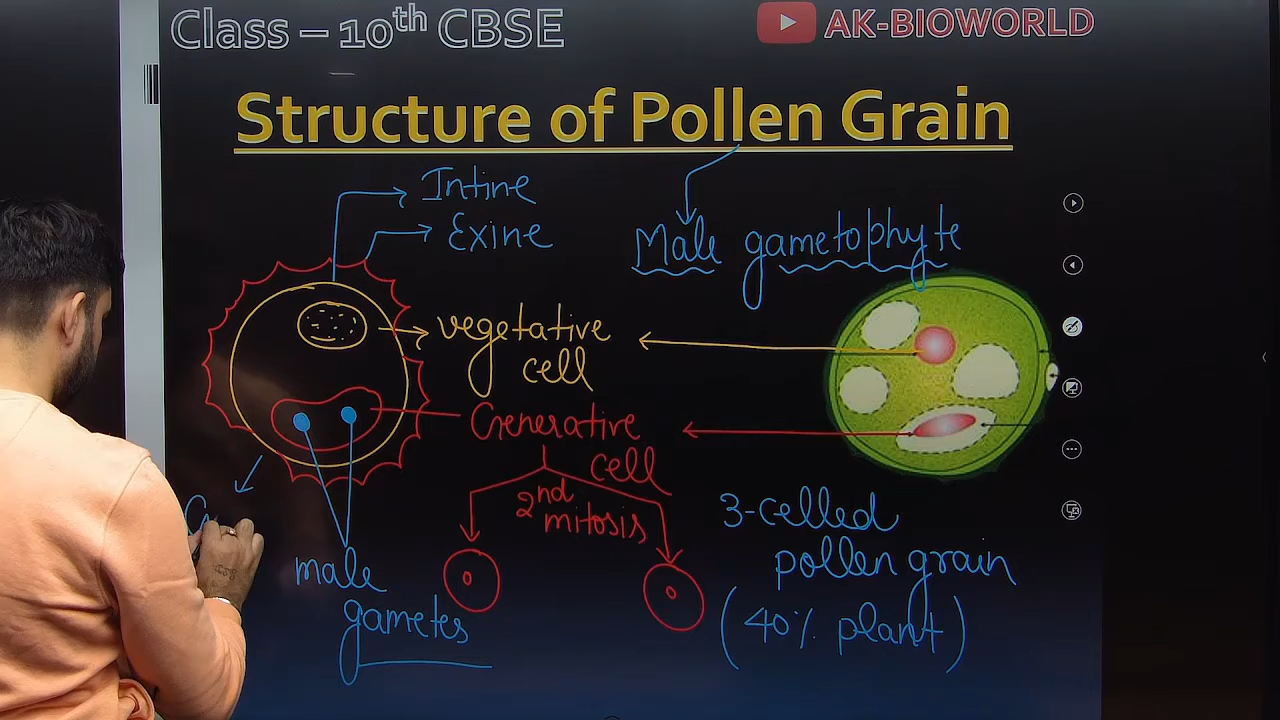 Class – 10th CBSE
AK-BIOWORLD
Structure of Pollen Grain
Intine
Exine
Male gametophyte
vegetative
cell
Generative
cell
2nd
mitosis
3-celled
pollen grain
(40% plant)
male
gametes